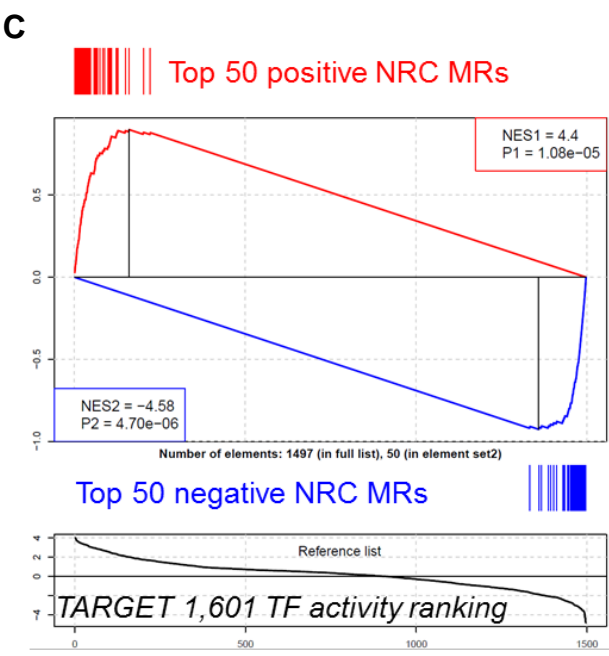 C
Top 50 positive NRC MRs
NES1 = 4.4
P1 = 1.08e−05
0.5
0.0
−0.5
−1.0
NES2 = −4.58
P2 = 4.70e−06
Number of elements: 1497 (in full list), 50 (in element set2)
Top 50 negative NRC MRs
4
2
0
−4
Reference list
TARGET 1,601 TF activity ranking
0 500 1000 1500